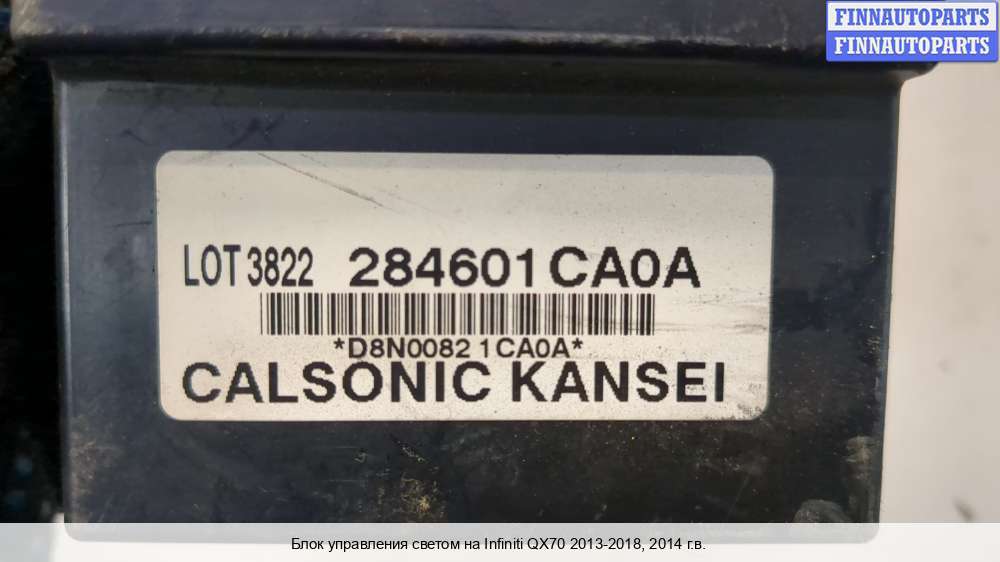 FINNAUTOPARTS
FINNAUTOPARTS
LOT 3822 284601CA0A
*D8N0082 1CA0A*
CALSONIC KANSEI
Блок управления светом на Infiniti QX70 2013-2018, 2014 г.в.